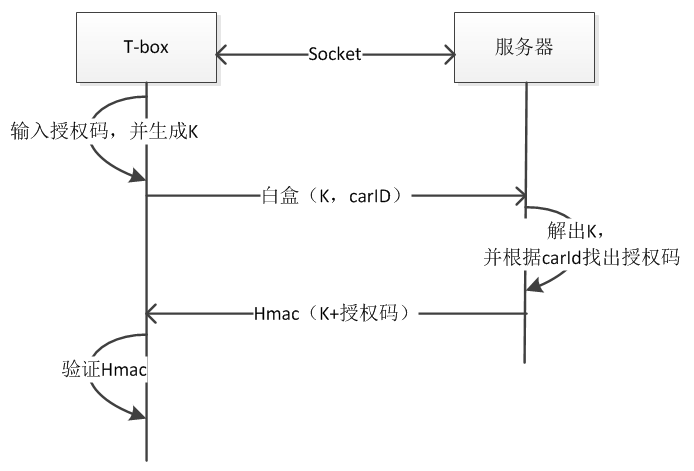 T-box
Socket
服务器
输入授权码，并生成K
白盒（K，carID）
解出K，
并根据carId找出授权码
Hmac（K+授权码）
验证Hmac